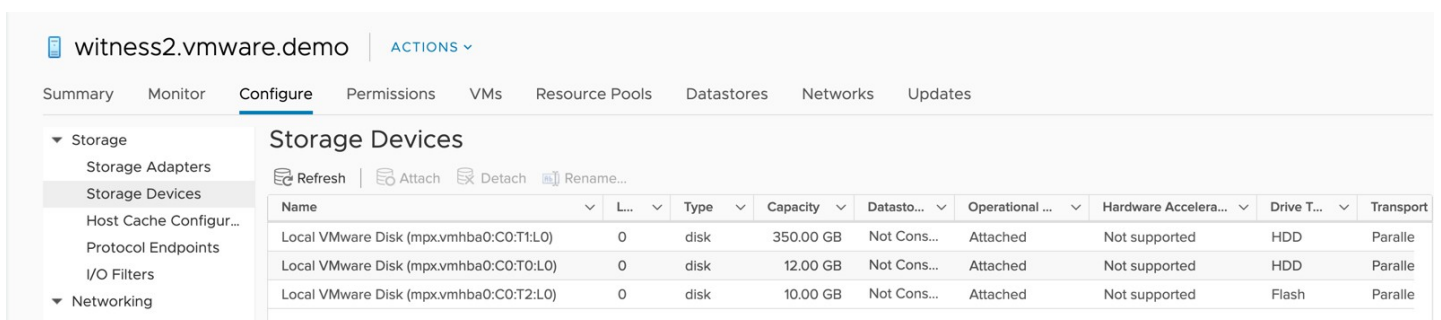 witness2.vmware.demo ACTIONS
Summary Monitor Configure Permissions VMs Resource Pools Datastores Networks Updates
Storage
Storage Adapters
Storage Devices
Host Cache Configur...
Protocol Endpoints
I/O Filters
Networking
Storage Devices
Refresh Attach Detach Rename...
Name L... Type Capacity Datasto... Operational ... Hardware Accelera... Drive T... Transport
Local VMware Disk (mpx.vmhba0:C0:T1:L0) 0 disk 350.00 GB Not Cons... Attached Not supported HDD Paralle
Local VMware Disk (mpx.vmhba0:C0:T0:L0) 0 disk 12.00 GB Not Cons... Attached Not supported HDD Paralle
Local VMware Disk (mpx.vmhba0:C0:T2:L0) 0 disk 10.00 GB Not Cons... Attached Not supported Flash Paralle